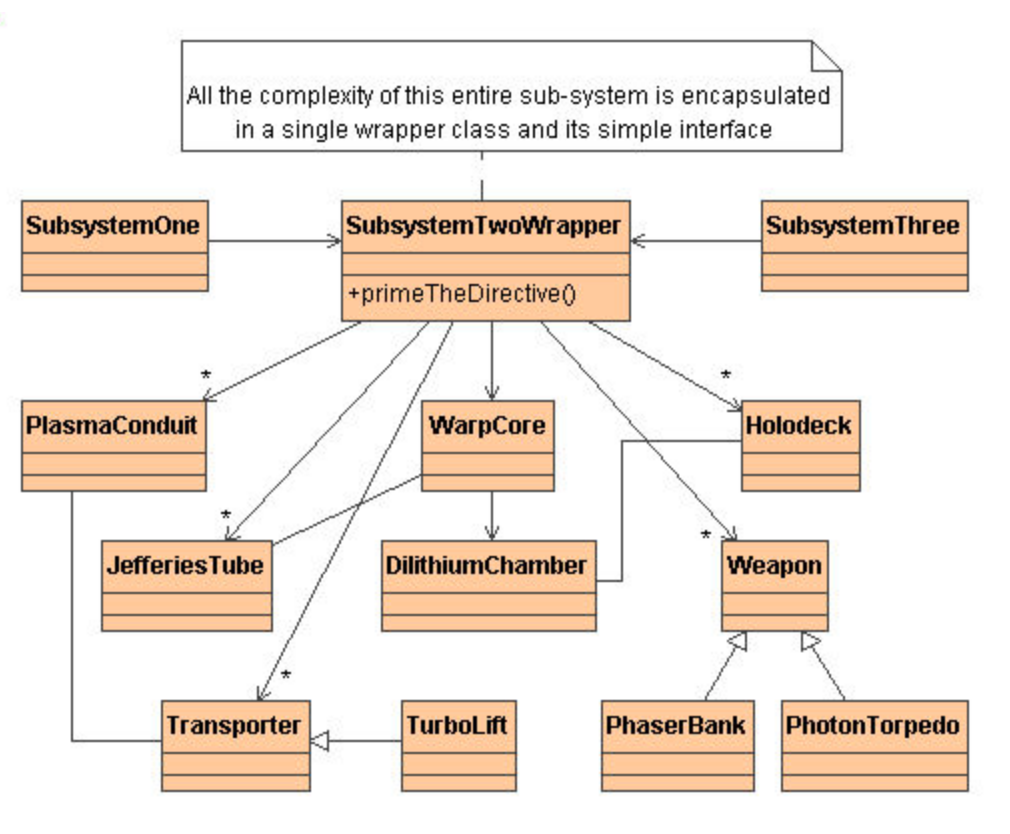 All the complexity of this entire sub-system is encapsulated
in a single wrapper class and its simple interface
SubsystemOne
SubsystemTwoWrapper
SubsystemThree
+primeTheDirective()
*
*
PlasmaConduit
WarpCore
Holodeck
*
*
JefferiesTube
DilithiumChamber
Weapon
*
Transporter
TurboLift
PhaserBank
PhotonTorpedo